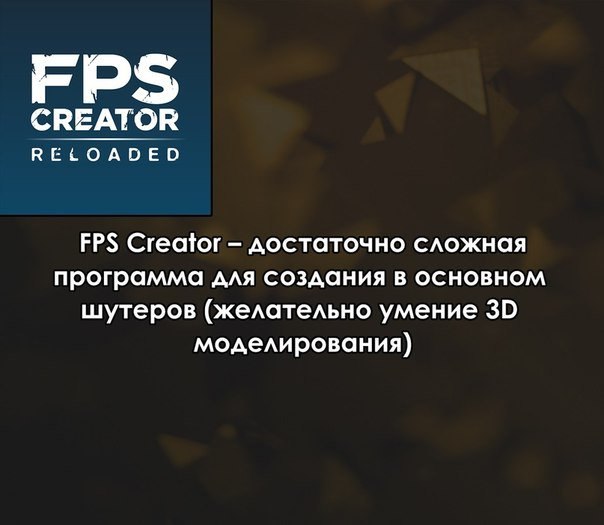 FPS
CREATOR
RELOADED
FPS Creator – достаточно сложная
программа для создания в основном
шутеров (желательно умение 3D
моделирования)